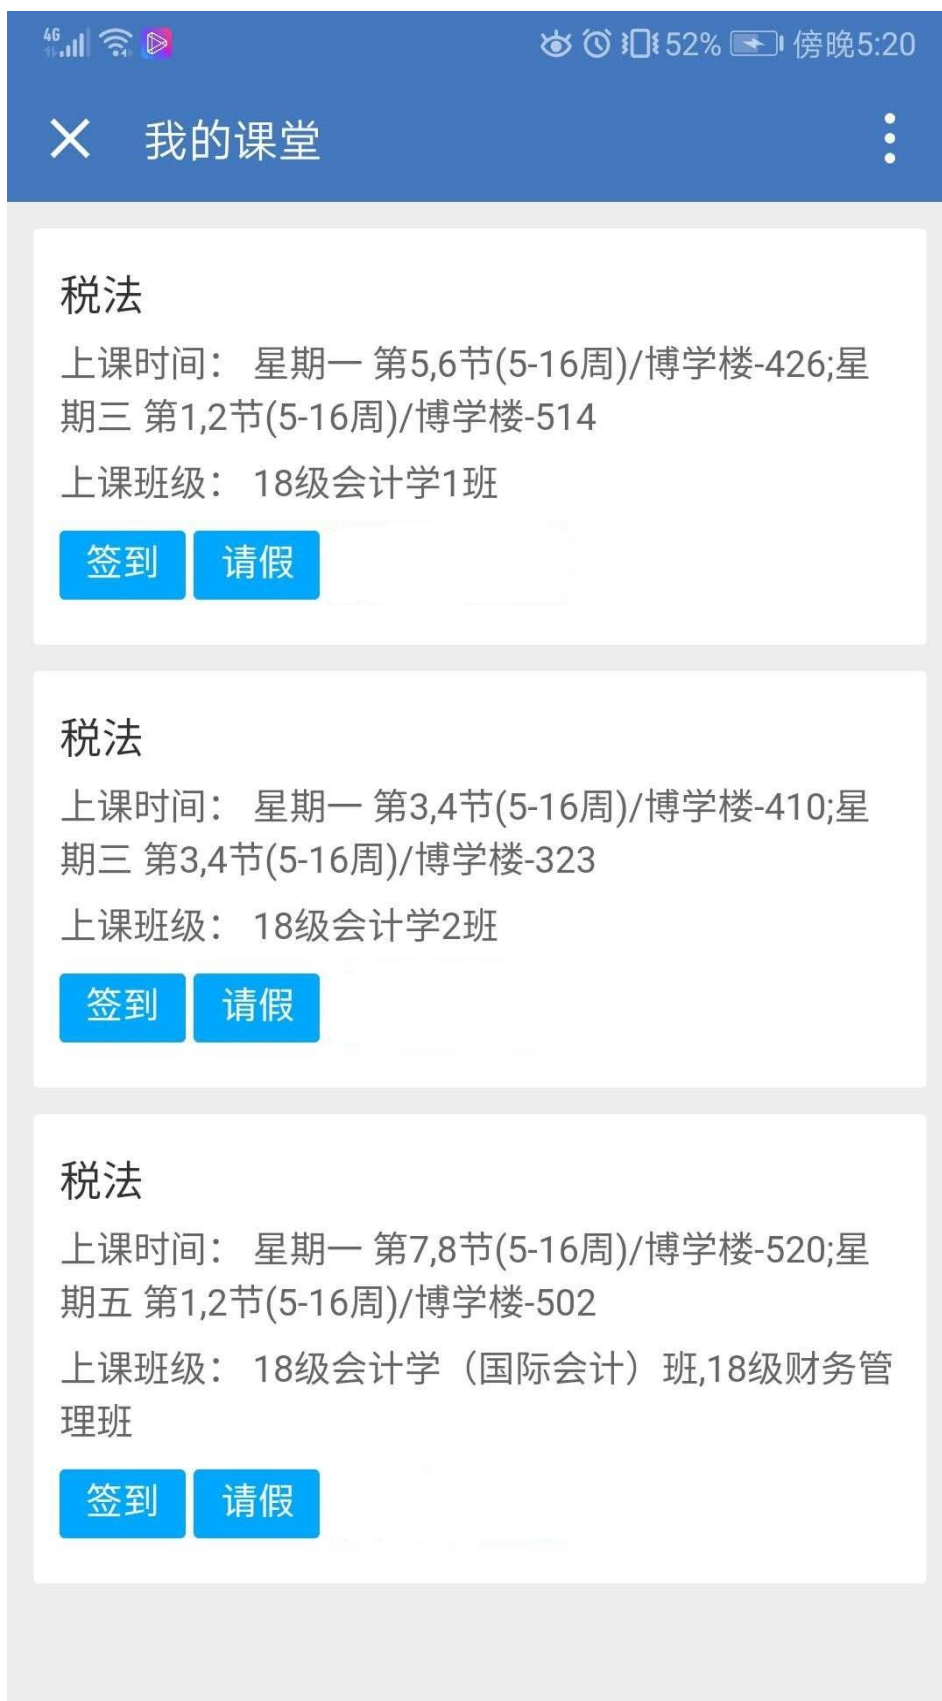 4G 52% 傍晚5:20
我的课堂
税法
上课时间： 星期一 第5,6节(5-16周)/博学楼-426;星
期三 第1,2节(5-16周)/博学楼-514
上课班级： 18级会计学1班
签到 请假
税法
上课时间： 星期一 第3,4节(5-16周)/博学楼-410;星
期三 第3,4节(5-16周)/博学楼-323
上课班级： 18级会计学2班
签到 请假
税法
上课时间： 星期一 第7,8节(5-16周)/博学楼-520;星
期五 第1,2节(5-16周)/博学楼-502
上课班级： 18级会计学（国际会计）班,18级财务管
理班
签到 请假